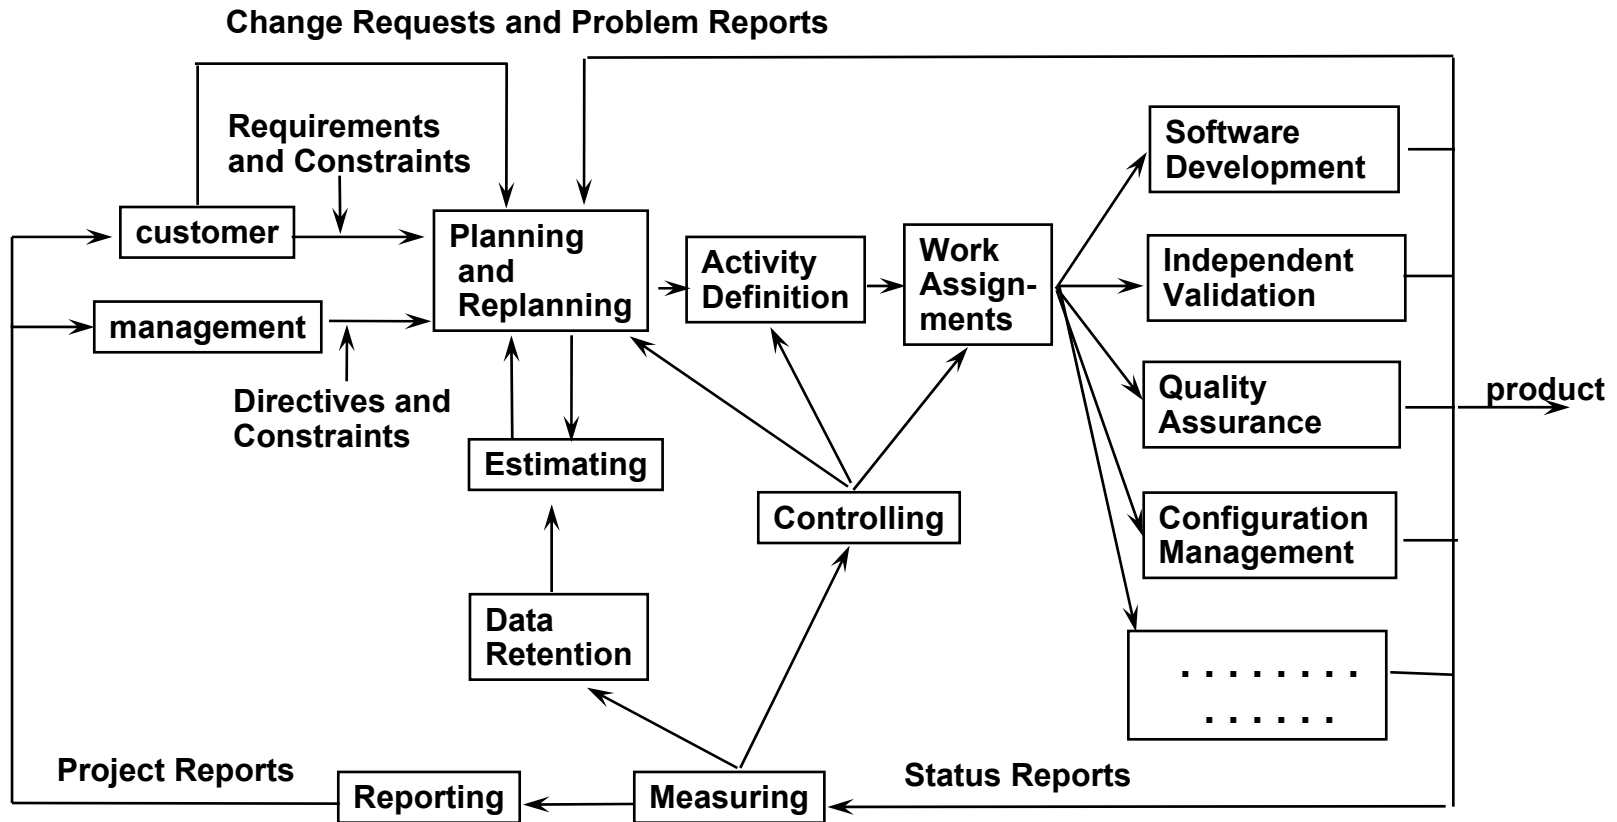 Change Requests and Problem Reports
Requirements
and Constraints
customer
management
Directives and
Constraints
Planning
and
Replanning
Activity
Definition
Work
Assign-
ments
Software
Development
Independent
Validation
Quality
Assurance
product
Configuration
Management
. . . . . . . .
. . . . . .
Estimating
Controlling
Data
Retention
Project Reports
Reporting
Measuring
Status Reports